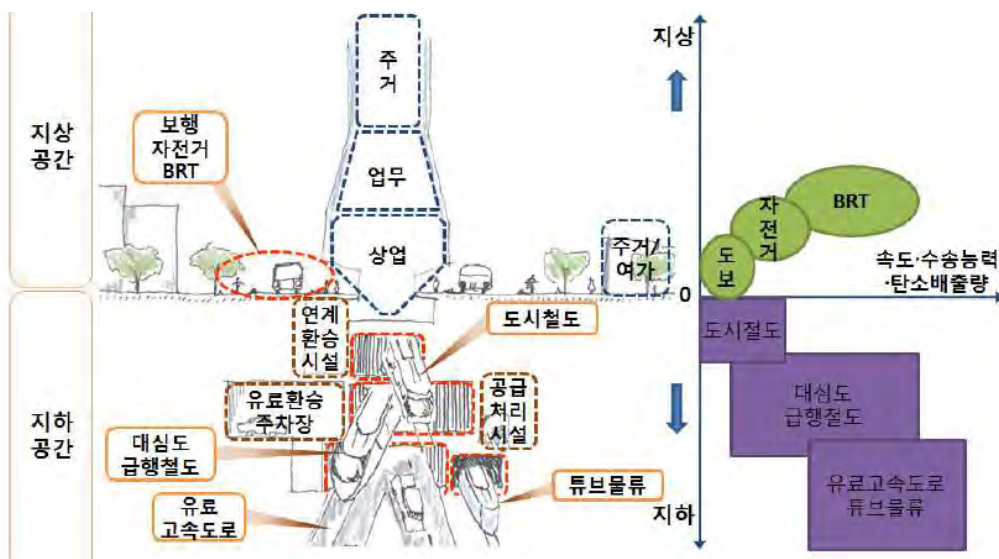 지상
공간
지하
공간
보행
자전거
BRT
주
거
업무
상업
주거/
여가
연계
환승
시설
도시철도
유료환승
주차장
공급
처리
시설
대심도
급행철도
유료
고속도로
튜브물류
지상
도
보
자
전
거
BRT
0
속도·수송능력
·탄소배출량
도시철도
대심도
급행철도
유료고속도로
튜브물류
지하